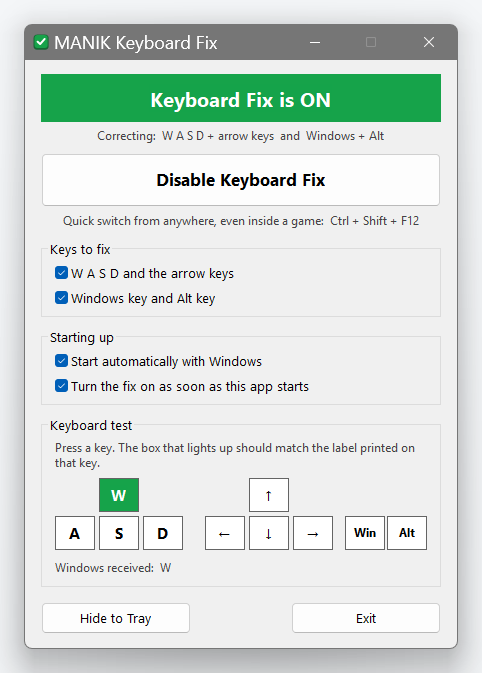 MANIK Keyboard Fix
Keyboard Fix is ON
Correcting: W A S D + arrow keys and Windows + Alt
Disable Keyboard Fix
Quick switch from anywhere, even inside a game: Ctrl + Shift + F12
Keys to fix
W A S D and the arrow keys
Windows key and Alt key
Starting up
Start automatically with Windows
Turn the fix on as soon as this app starts
Keyboard test
Press a key. The box that lights up should match the label printed on
that key.
W ↑
A S D ← ↓ → Win Alt
Windows received: W
Hide to Tray Exit